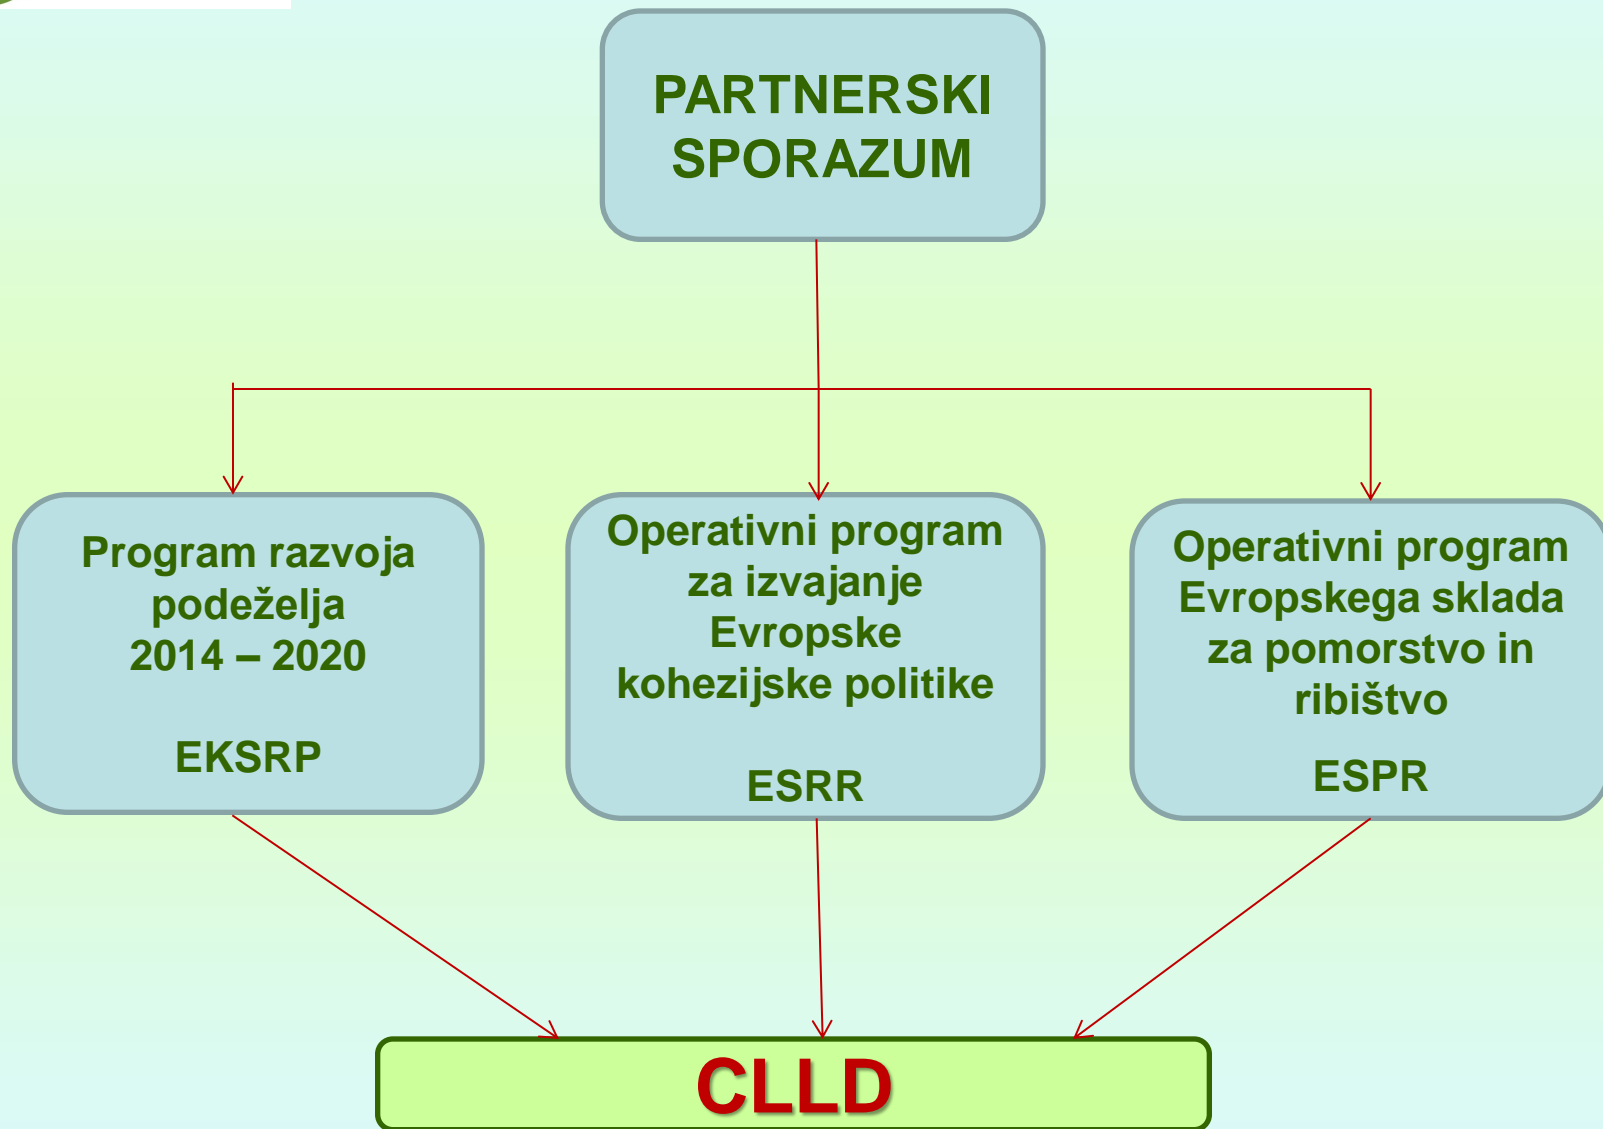 PARTNERSKI
SPORAZUM
Program razvoja
podeželja
2014 – 2020
EKSRP
Operativni program
za izvajanje
Evropske
kohezijske politike
ESRR
Operativni program
Evropskega sklada
za pomorstvo in
ribištvo
ESPR
CLLD